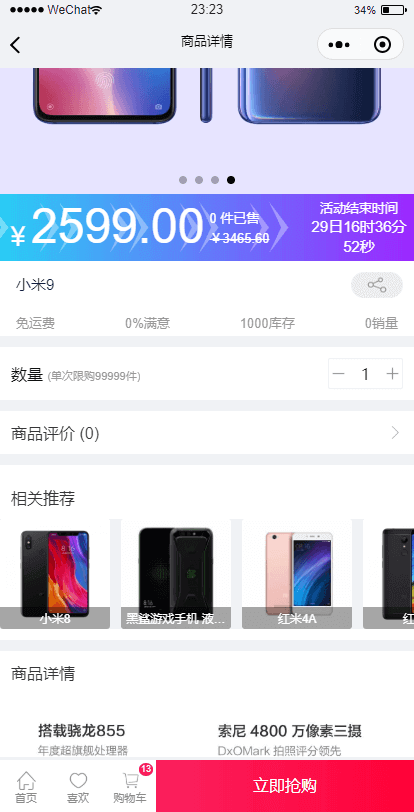 WeChat
23:23
34%
商品详情
2599.00
¥
0 件已售
¥3465.60
活动结束时间
29日16时36分
52秒
小米9
免运费 0%满意 1000库存 0销量
数量 (单次限购99999件)
1
商品评价 (0)
相关推荐
小米8
黑鲨游戏手机 液...
红米4A
商品详情
搭载骁龙855
年度超旗舰处理器
索尼 4800 万像素三摄
DxOMark 拍照评分领先
首页
喜欢
购物车
13
立即抢购